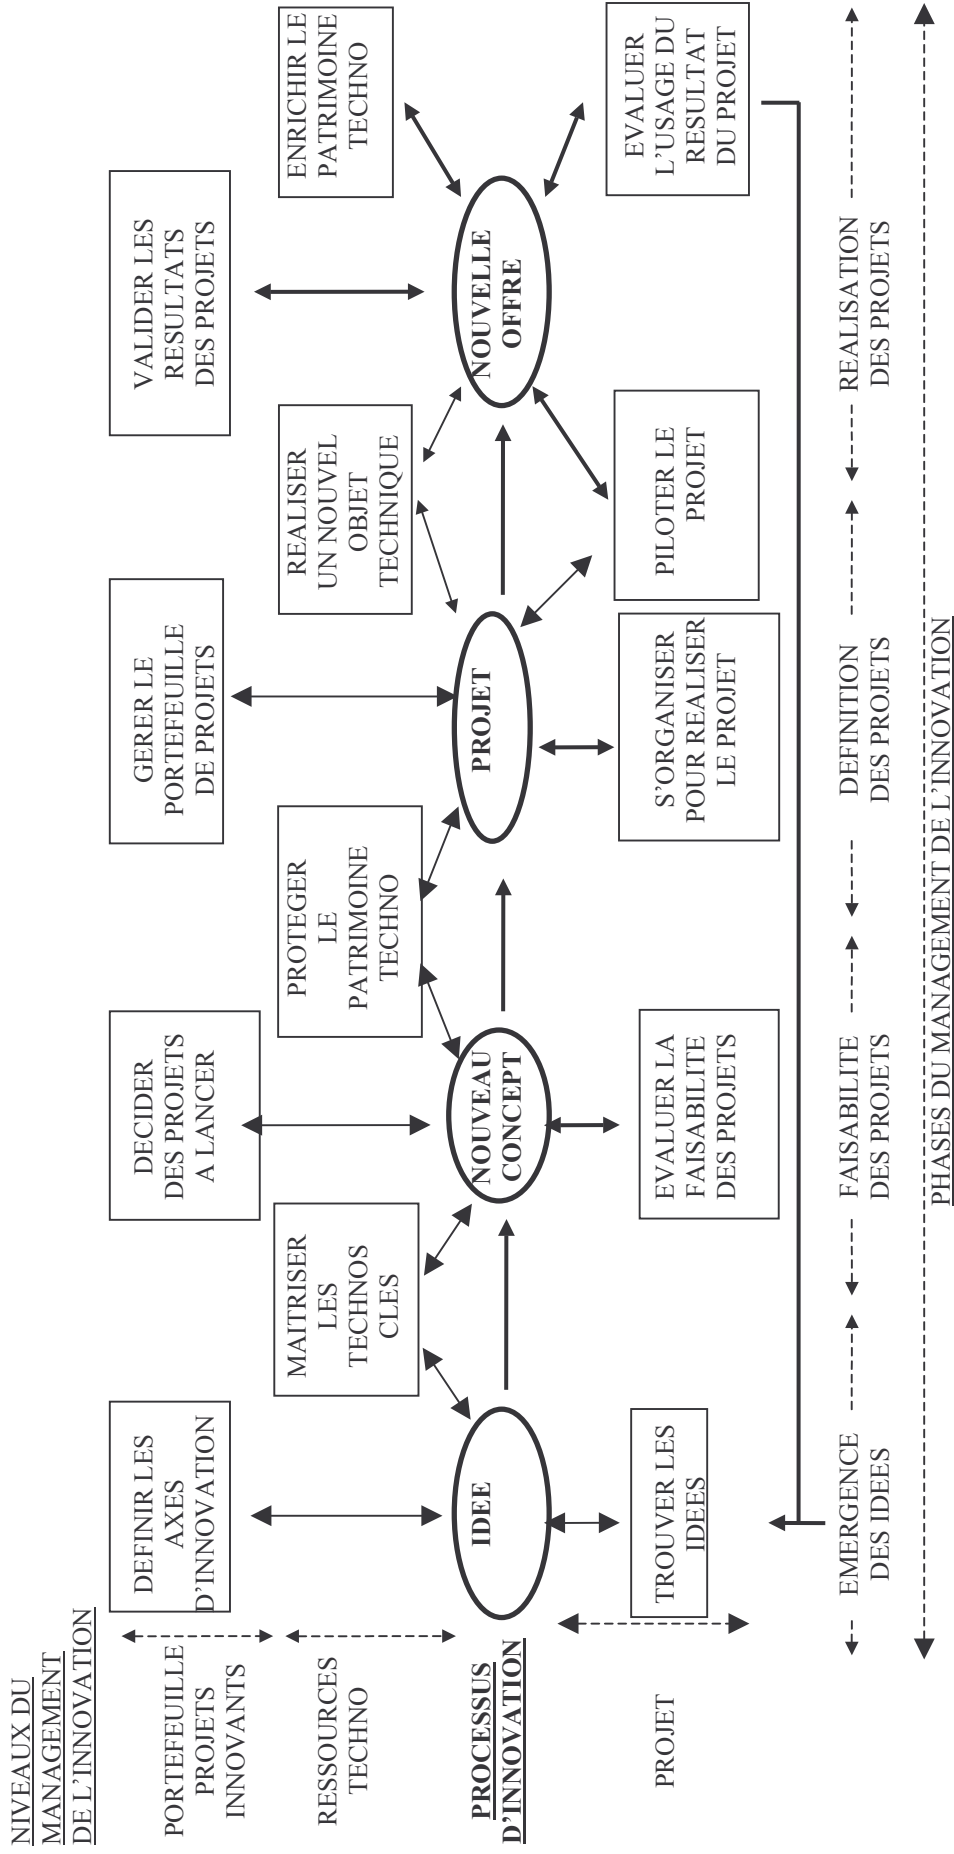 NIVEAUX DU
MANAGEMENT
DE L'INNOVATION
PORTEFEUILLE
PROJETS
INNOVANTS
DEFINIR LES
AXES
D'INNOVATION
DECIDER
DES PROJETS
A LANCER
GERER LE
PORTEFEUILLE
DE PROJETS
VALIDER LES
RESULTATS
DES PROJETS
RESSOURCES
TECHNO
MAITRISER
LES
TECHNOS
CLES
PROTEGER
LE
PATRIMOINE
TECHNO
REALISER
UN NOUVEL
OBJET
TECHNIQUE
ENRICHIR LE
PATRIMOINE
TECHNO
PROCESSUS
D'INNOVATION
IDEE
NOUVEAU
CONCEPT
PROJET
NOUVELLE
OFFRE
PROJET
TROUVER LES
IDEES
EVALUER LA
FAISABILITE
DES PROJETS
S'ORGANISER
POUR REALISER
LE PROJET
PILOTER LE
PROJET
EVALUER
L'USAGE DU
RESULTAT
DU PROJET
EMERGENCE
DES IDEES
FAISABILITE
DES PROJETS
DEFINITION
DES PROJETS
REALISATION
DES PROJETS
PHASES DU MANAGEMENT DE L'INNOVATION